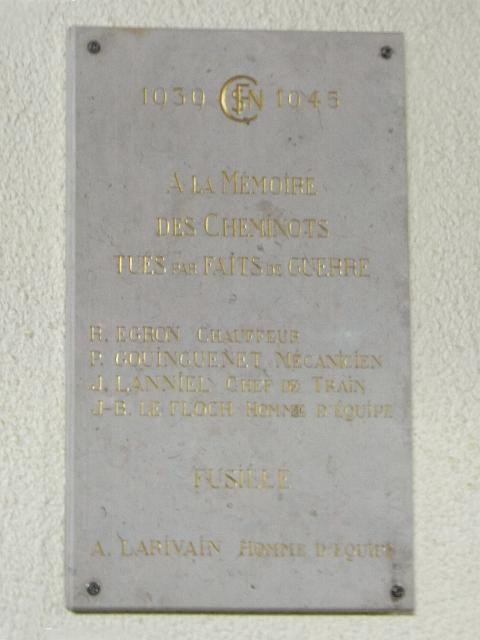 1939 SNCF 1945
A LA MÉMOIRE
DES CHEMINOTS
TUÉS PAR FAITS DE GUERRE
R. EGRON CHAUFFEUR
P. GOUINGUENET MÉCANICIEN
J. LANNIEL CHEF DE TRAIN
J-B. LE FLOCH HOMME D'ÉQUIPE
FUSILLÉ
A. LARIVAIN HOMME D'ÉQUIPE